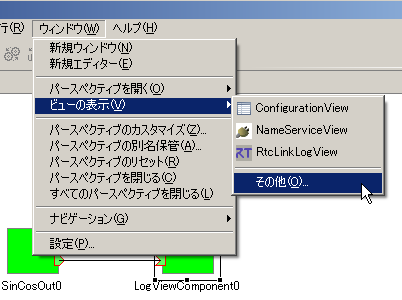 行(R) ウィンドウ(W) ヘルプ(H)
新規ウィンドウ(N)
新規エディター(E)
パースペクティブを開く(O)
ビューの表示(V)
ConfigurationView
NameServiceView
RtcLinkLogView
その他(O)...
パースペクティブのカスタマイズ(Z)...
パースペクティブの別名保管(A)...
パースペクティブのリセット(R)
パースペクティブを閉じる(C)
すべてのパースペクティブを閉じる(L)
ナビゲーション(G)
設定(P)...
SinCosOut0 LogViewComponent0